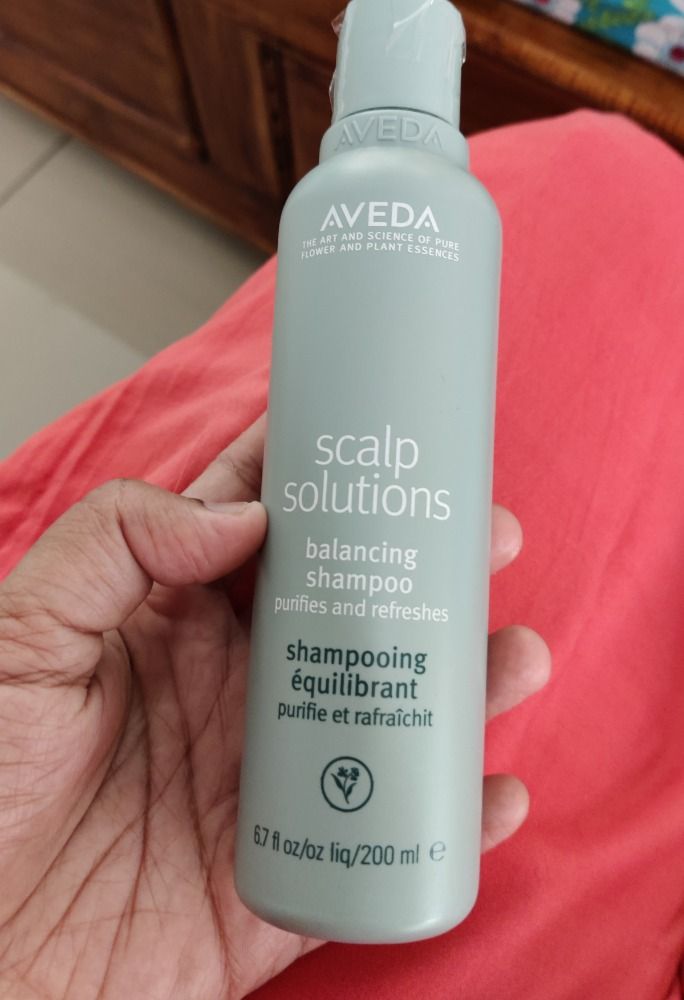 AVEDA
AVEDA
THE ART AND SCIENCE OF PURE
FLOWER AND PLANT ESSENCES
scalp
solutions
balancing
shampoo
purifies and refreshes
shampooing
équilibrant
purifie et rafraîchit
6.7 fl oz/oz liq/200 ml e